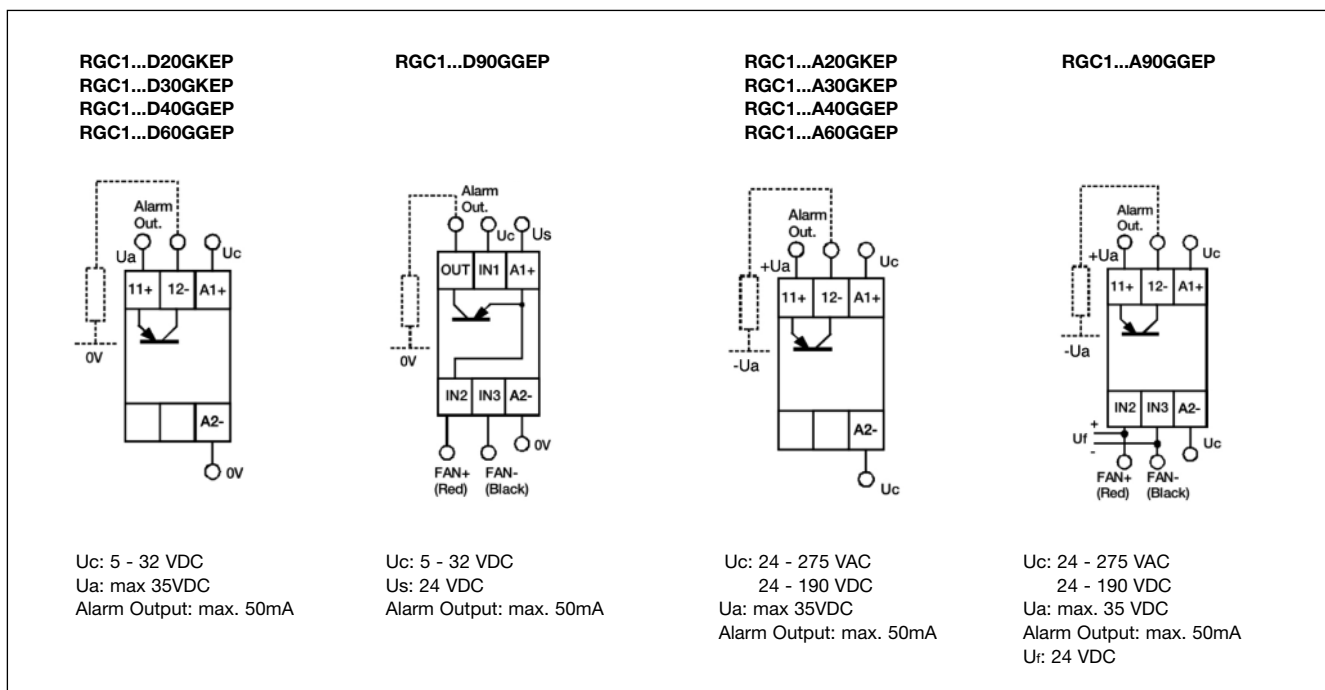 RGC1...D20GKEP
RGC1...D30GKEP
RGC1...D40GGEP
RGC1...D60GGEP
Alarm
Out.
Ua
Uc
11+ 12- A1+
0V
A2-
0V
Uc: 5 - 32 VDC
Ua: max 35VDC
Alarm Output: max. 50mA
RGC1...D90GGEP
Alarm
Out.
Uc Us
OUT IN1 A1+
0V
IN2 IN3 A2-
0V
FAN+ FAN-
(Red) (Black)
Uc: 5 - 32 VDC
Us: 24 VDC
Alarm Output: max. 50mA
RGC1...A20GKEP
RGC1...A30GKEP
RGC1...A40GGEP
RGC1...A60GGEP
Alarm
Out.
+Ua
Uc
11+ 12- A1+
-Ua
A2-
Uc
Uc: 24 - 275 VAC
24 - 190 VDC
Ua: max 35VDC
Alarm Output: max. 50mA
RGC1...A90GGEP
Alarm
Out.
+Ua
Uc
11+ 12- A1+
-Ua
IN2 IN3 A2-
+
Uf
-
Uc
FAN+ FAN-
(Red) (Black)
Uc: 24 - 275 VAC
24 - 190 VDC
Ua: max. 35 VDC
Alarm Output: max. 50mA
Uf: 24 VDC